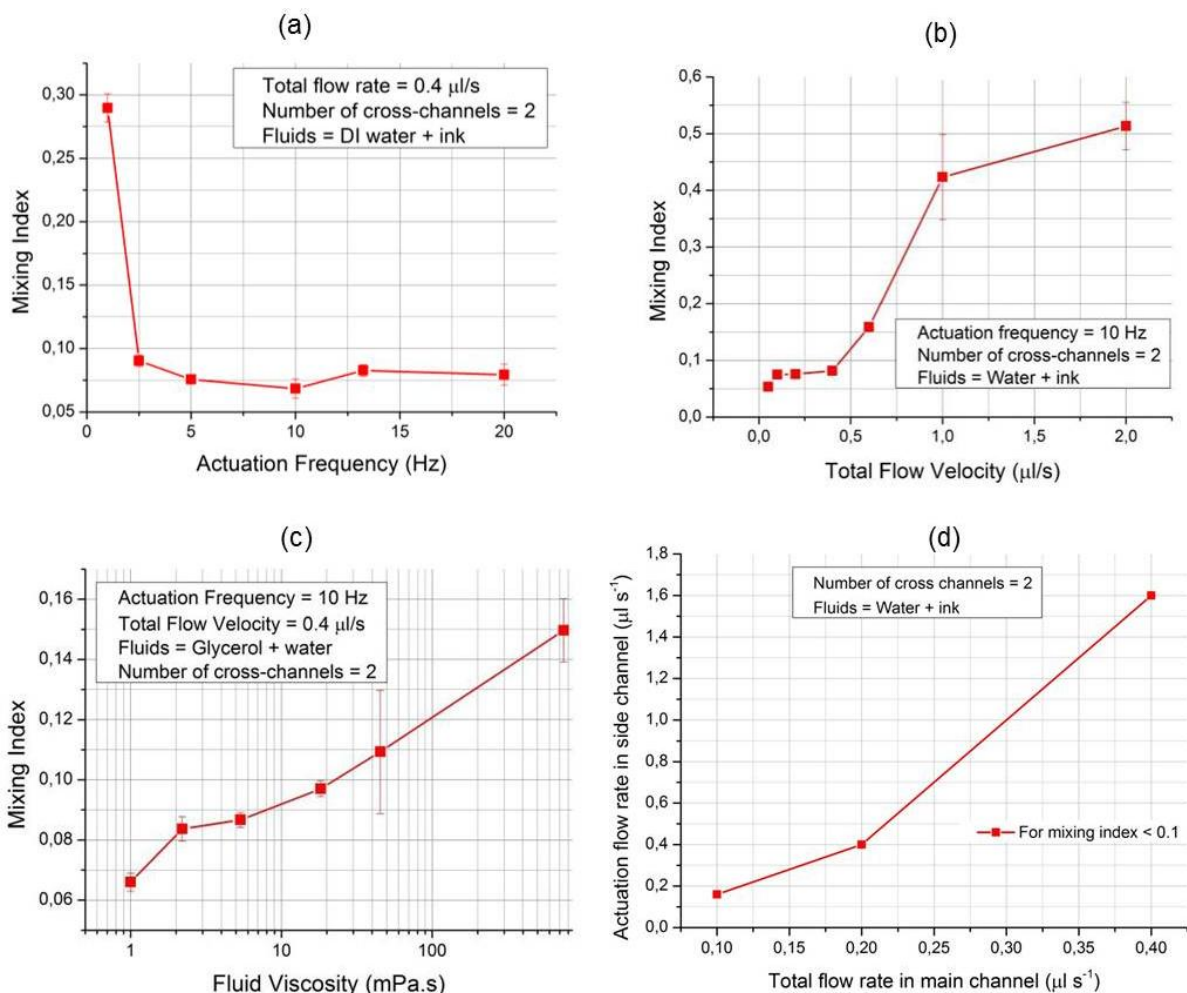 (a)
Total flow rate = 0.4 µl/s
Number of cross-channels = 2
Fluids = DI water + ink
Mixing Index
0,30
0,25
0,20
0,15
0,10
0,05
0
5
10
15
20
Actuation Frequency (Hz)
(b)
Mixing Index
0,6
0,5
0,4
0,3
0,2
0,1
0,0
Actuation frequency = 10 Hz
Number of cross-channels = 2
Fluids = Water + ink
0,0
0,5
1,0
1,5
2,0
Total Flow Velocity (µl/s)
(c)
Actuation Frequency = 10 Hz
Total Flow Velocity = 0.4 µl/s
Fluids = Glycerol + water
Number of cross-channels = 2
Mixing Index
0,16
0,14
0,12
0,10
0,08
0,06
1
10
100
Fluid Viscosity (mPa.s)
(d)
Actuation flow rate in side channel (µl s⁻¹)
1,8
1,6
1,4
1,2
1,0
0,8
0,6
0,4
0,2
0,0
Number of cross channels = 2
Fluids = Water + ink
For mixing index < 0.1
0,10
0,15
0,20
0,25
0,30
0,35
0,40
Total flow rate in main channel (µl s⁻¹)